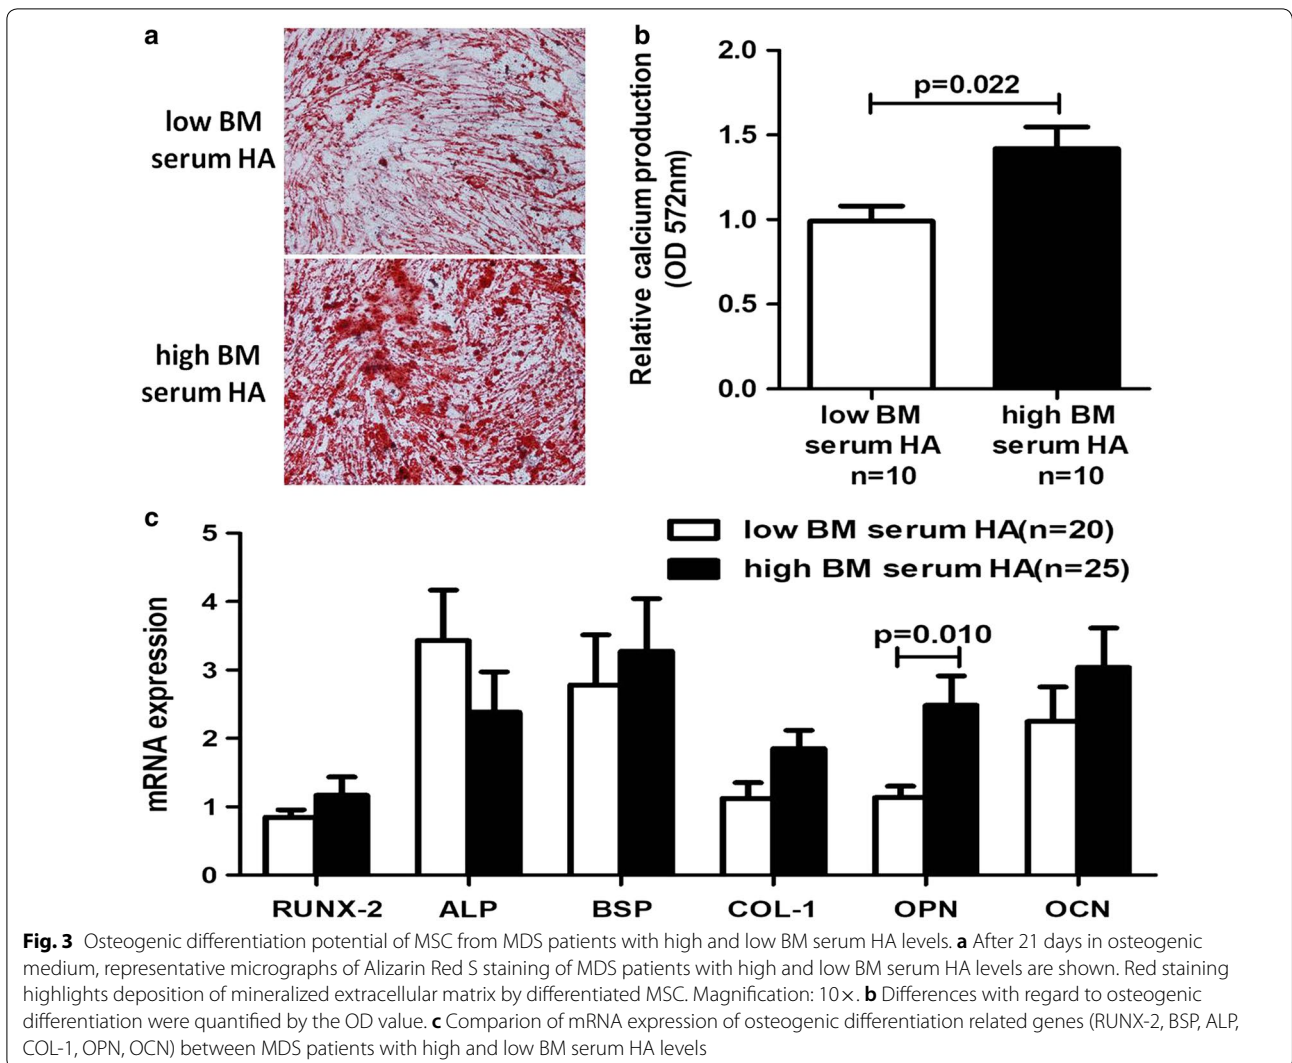 a
low BM
serum HA
high BM
serum HA
b
Relative calcium production
(OD 572nm)
2.0
1.5
1.0
0.5
0.0
p=0.022
low BM
serum HA
n=10
high BM
serum HA
n=10
c
mRNA expression
5
4
3
2
1
0
low BM serum HA(n=20)
high BM serum HA(n=25)
p=0.010
RUNX-2 ALP BSP COL-1 OPN OCN
Fig. 3 Osteogenic differentiation potential of MSC from MDS patients with high and low BM serum HA levels. a After 21 days in osteogenic
medium, representative micrographs of Alizarin Red S staining of MDS patients with high and low BM serum HA levels are shown. Red staining
highlights deposition of mineralized extracellular matrix by differentiated MSC. Magnification: 10×. b Differences with regard to osteogenic
differentiation were quantified by the OD value. c Comparion of mRNA expression of osteogenic differentiation related genes (RUNX-2, BSP, ALP,
COL-1, OPN, OCN) between MDS patients with high and low BM serum HA levels